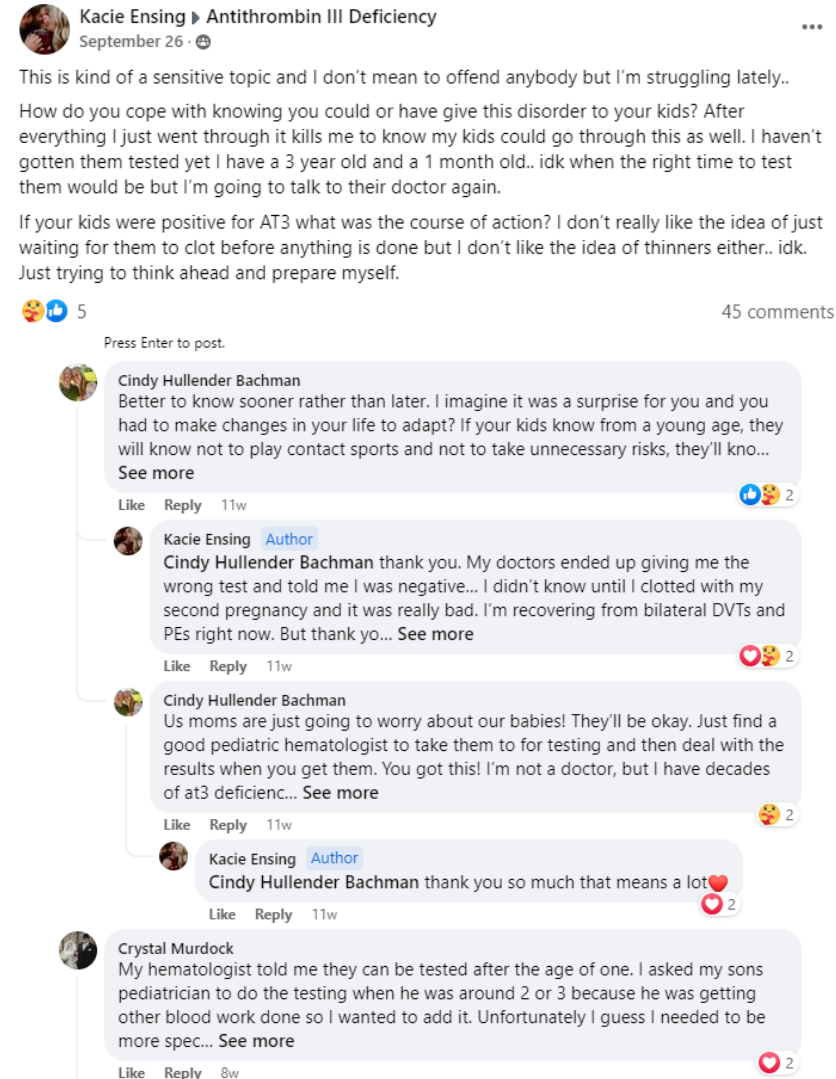 Kacie Ensing ▸ Antithrombin III Deficiency
September 26 ·
This is kind of a sensitive topic and I don't mean to offend anybody but I'm struggling lately..
How do you cope with knowing you could or have give this disorder to your kids? After
everything I just went through it kills me to know my kids could go through this as well. I haven't
gotten them tested yet I have a 3 year old and a 1 month old.. idk when the right time to test
them would be but I'm going to talk to their doctor again.
If your kids were positive for AT3 what was the course of action? I don't really like the idea of just
waiting for them to clot before anything is done but I don't like the idea of thinners either.. idk.
Just trying to think ahead and prepare myself.
5
45 comments
Press Enter to post.
Cindy Hullender Bachman
Better to know sooner rather than later. I imagine it was a surprise for you and you
had to make changes in your life to adapt? If your kids know from a young age, they
will know not to play contact sports and not to take unnecessary risks, they'll kno...
See more
2
Like Reply 11w
Kacie Ensing Author
Cindy Hullender Bachman thank you. My doctors ended up giving me the
wrong test and told me I was negative... I didn't know until I clotted with my
second pregnancy and it was really bad. I'm recovering from bilateral DVTs and
PEs right now. But thank yo... See more
2
Like Reply 11w
Cindy Hullender Bachman
Us moms are just going to worry about our babies! They'll be okay. Just find a
good pediatric hematologist to take them to for testing and then deal with the
results when you get them. You got this! I'm not a doctor, but I have decades
of at3 deficienc... See more
2
Like Reply 11w
Kacie Ensing Author
Cindy Hullender Bachman thank you so much that means a lot❤️
2
Like Reply 11w
Crystal Murdock
My hematologist told me they can be tested after the age of one. I asked my sons
pediatrician to do the testing when he was around 2 or 3 because he was getting
other blood work done so I wanted to add it. Unfortunately I guess I needed to be
more spec... See more
2
Like Reply 8w